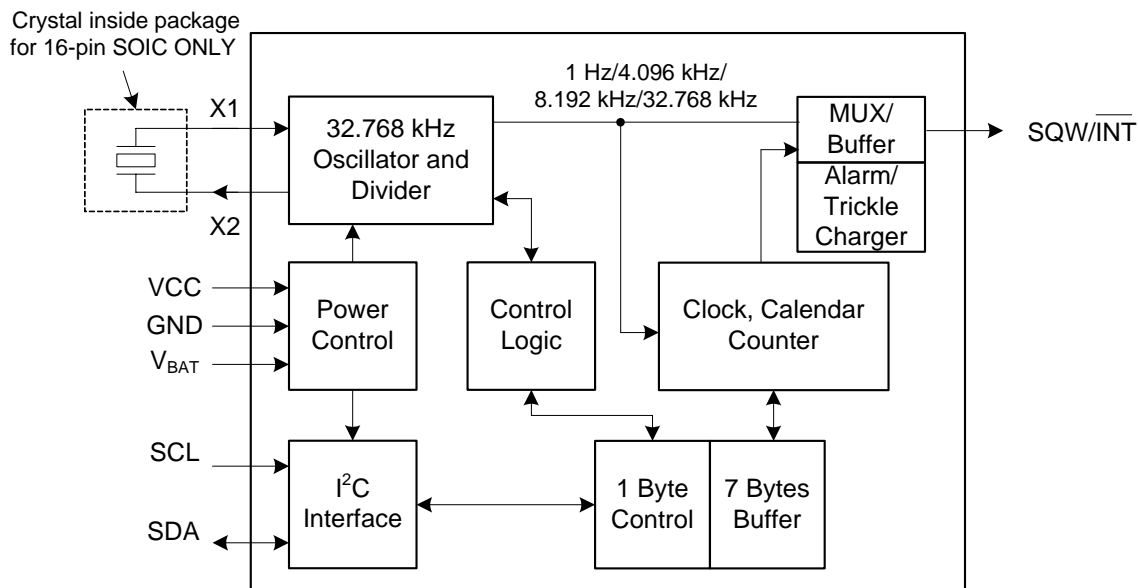 Crystal inside package
for 16-pin SOIC ONLY
X1
X2
1 Hz/4.096 kHz/
8.192 kHz/32.768 kHz
32.768 kHz
Oscillator and
Divider
MUX/
Buffer
Alarm/
Trickle
Charger
SQW/INT
VCC
GND
VBAT
Power
Control
Control
Logic
Clock, Calendar
Counter
SCL
SDA
I²C
Interface
1 Byte
Control
7 Bytes
Buffer